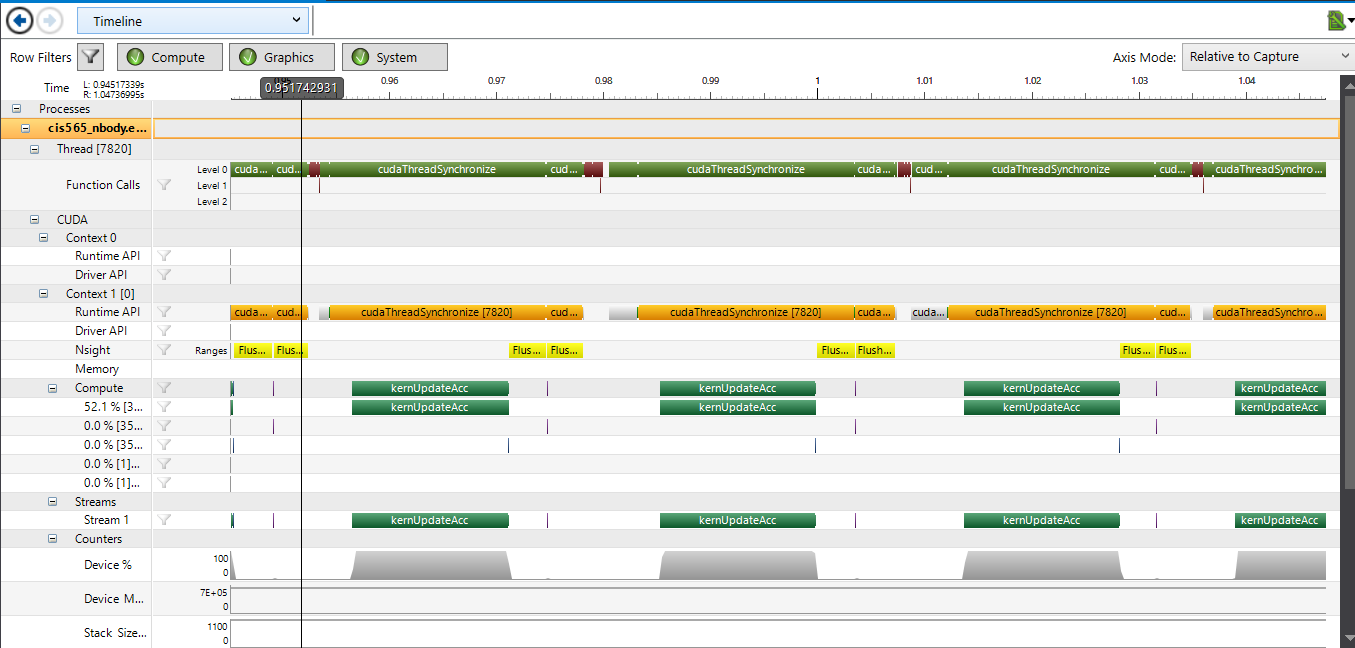 Timeline
Row Filters Compute Graphics System Axis Mode: Relative to Capture
Time L: 0.94517339s R: 1.04736995s 0.95 0.96 0.97 0.98 0.99 1 1.01 1.02 1.03 1.04
0.951742931
Processes
cis565_nbody.e...
Thread [7820]
Function Calls Level 0 cuda... cud... cudaThreadSynchronize cud... cudaThreadSynchronize cuda... cud... cudaThreadSynchronize cud... cudaThreadSynchro...
Level 1
Level 2
CUDA
Context 0
Runtime API
Driver API
Context 1 [0]
Runtime API cuda... cud... cudaThreadSynchronize [7820] cud... cudaThreadSynchronize [7820] cuda... cuda... cudaThreadSynchronize [7820] cud... cudaThreadSynchro...
Driver API
Nsight Ranges Flus... Flus... Flus... Flus... Flus... Flush... Flus... Flus...
Memory
Compute kernUpdateAcc kernUpdateAcc kernUpdateAcc kernUpdateAcc
52.1 % [3... kernUpdateAcc kernUpdateAcc kernUpdateAcc kernUpdateAcc
0.0 % [35...
0.0 % [35...
0.0 % [1]...
0.0 % [1]...
Streams
Stream 1 kernUpdateAcc kernUpdateAcc kernUpdateAcc kernUpdateAcc
Counters
Device % 100
0
Device M... 7E+05
0
Stack Size... 1100
0